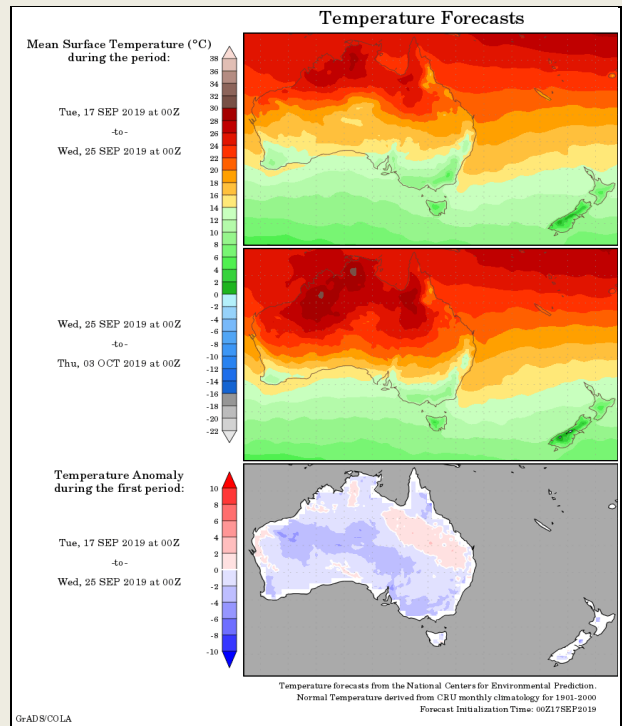 Temperature Forecasts
Mean Surface Temperature (°C)
during the period:
Tue, 17 SEP 2019 at 00Z
-to-
Wed, 25 SEP 2019 at 00Z
38
36
34
32
30
28
26
24
22
20
18
16
14
12
10
8
6
4
2
0
-2
-4
-6
-8
-10
-12
-14
-16
-18
-20
-22
Wed, 25 SEP 2019 at 00Z
-to-
Thu, 03 OCT 2019 at 00Z
Temperature Anomaly
during the first period:
Tue, 17 SEP 2019 at 00Z
-to-
Wed, 25 SEP 2019 at 00Z
10
8
6
4
2
0
-2
-4
-6
-8
-10
Temperature forecasts from the National Centers for Environmental Prediction.
Normal Temperature derived from CRU monthly climatology for 1901-2000
Forecast Initialization Time: 00Z17SEP2019
GrADS/COLA